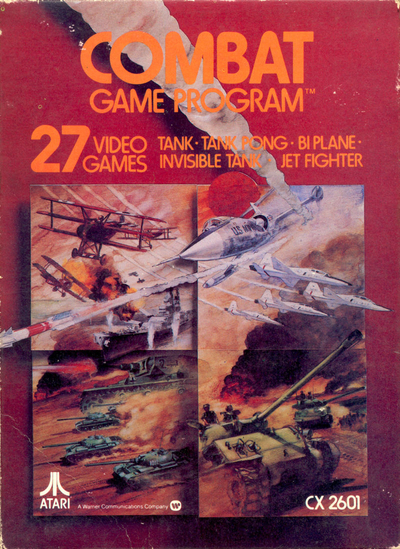 COMBAT
GAME PROGRAM™
27 VIDEO GAMES
TANK · TANK PONG · BI PLANE ·
INVISIBLE TANK · JET FIGHTER
ATARI
A Warner Communications Company
CX 2601